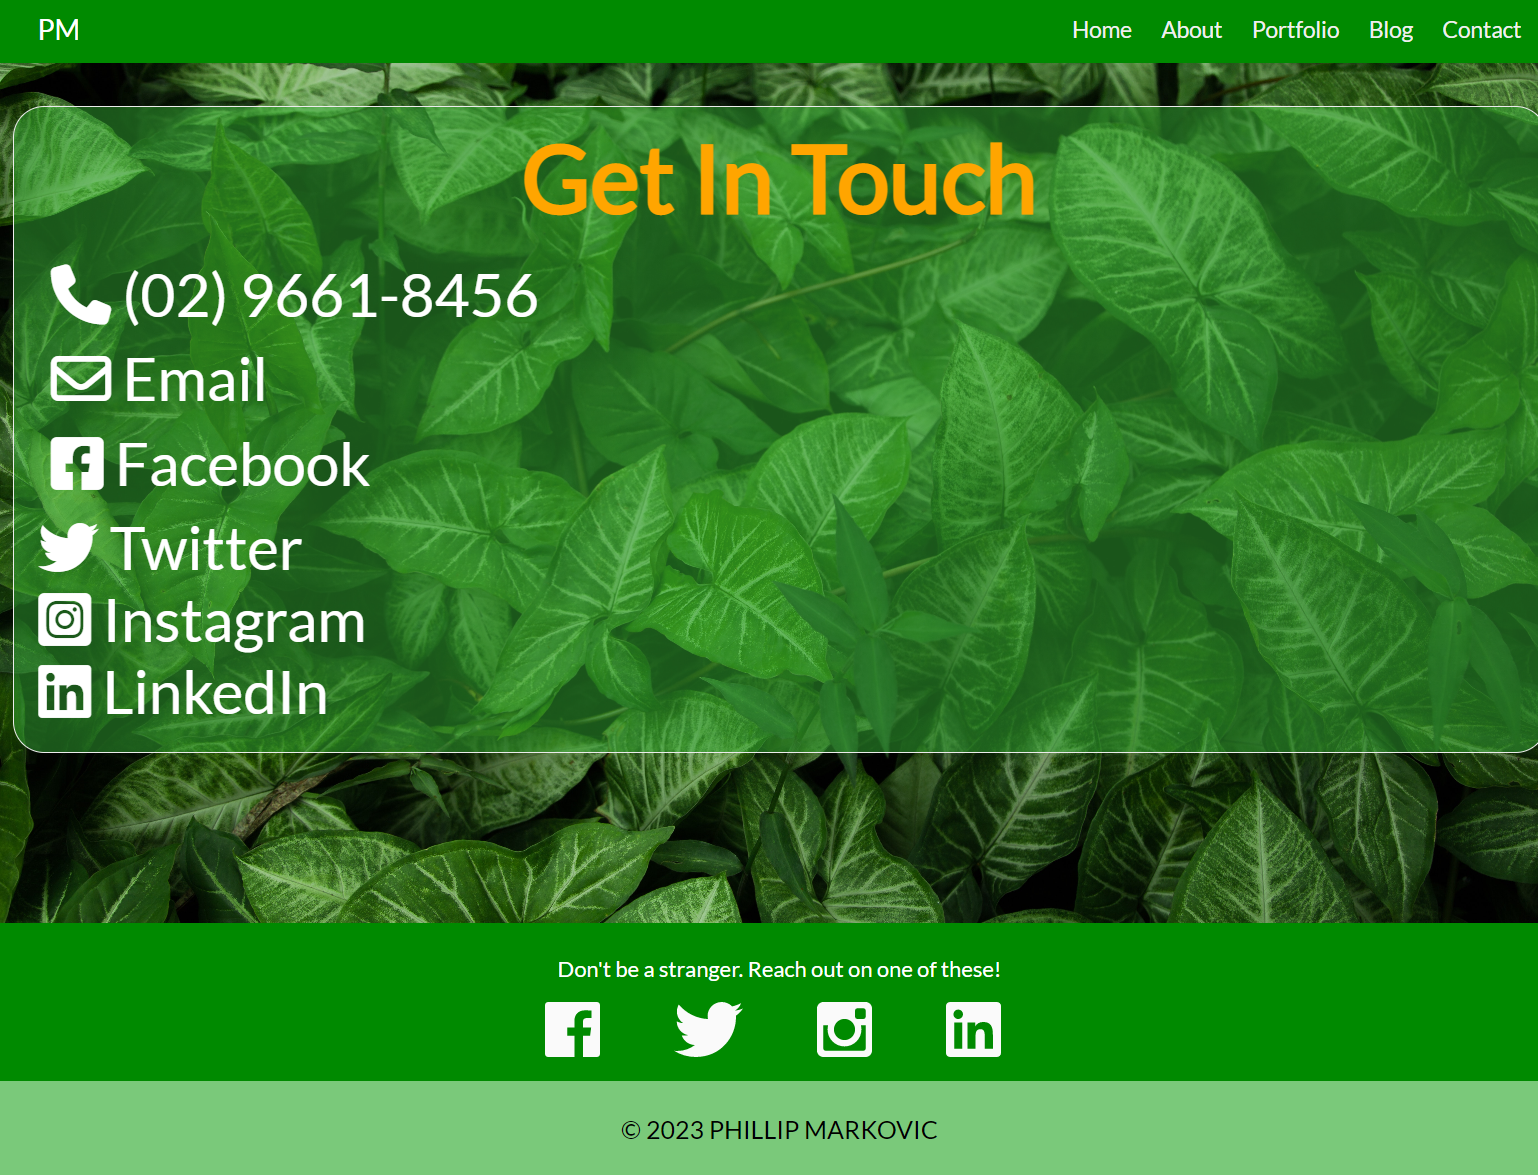 PM
Home About Portfolio Blog Contact
Get In Touch
(02) 9661-8456
Email
Facebook
Twitter
Instagram
LinkedIn
Don't be a stranger. Reach out on one of these!
© 2023 PHILLIP MARKOVIC